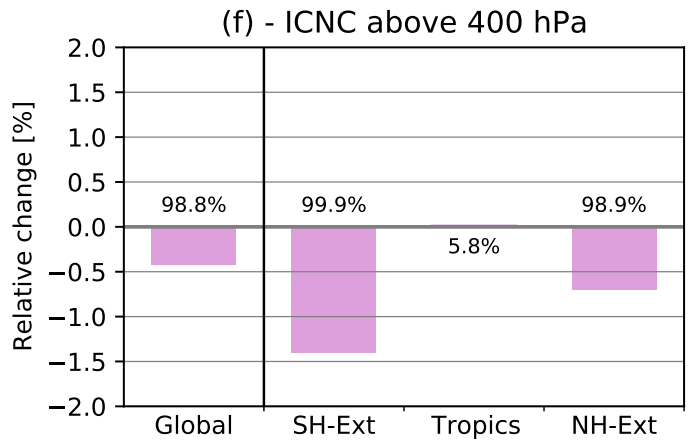 (f) - ICNC above 400 hPa
Relative change [%]
2.0
1.5
1.0
0.5
0.0
−0.5
−1.0
−1.5
−2.0
98.8%
99.9%
5.8%
98.9%
Global
SH-Ext
Tropics
NH-Ext